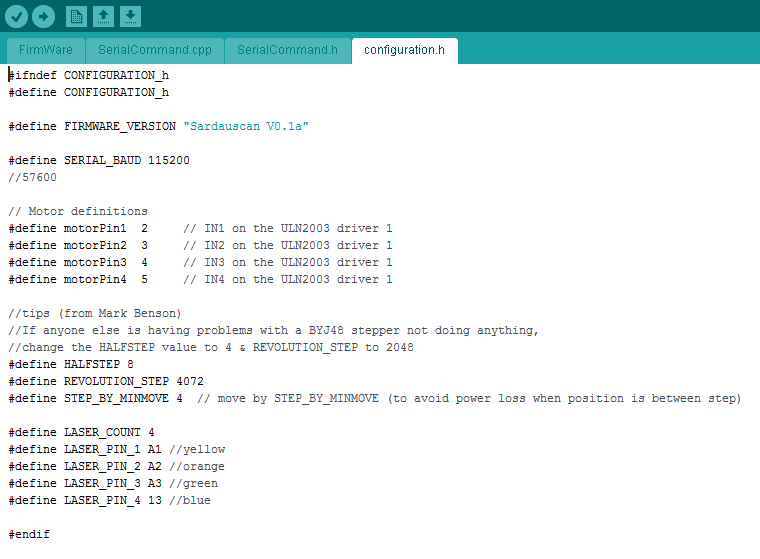 FirmWare SerialCommand.cpp SerialCommand.h configuration.h
#ifndef CONFIGURATION_h
#define CONFIGURATION_h
#define FIRMWARE_VERSION "Sardauscan V0.1a"
#define SERIAL_BAUD 115200
//57600
// Motor definitions
#define motorPin1  2     // IN1 on the ULN2003 driver 1
#define motorPin2  3     // IN2 on the ULN2003 driver 1
#define motorPin3  4     // IN3 on the ULN2003 driver 1
#define motorPin4  5     // IN4 on the ULN2003 driver 1
//tips (from Mark Benson)
//If anyone else is having problems with a BYJ48 stepper not doing anything,
//change the HALFSTEP value to 4 & REVOLUTION_STEP to 2048
#define HALFSTEP 8
#define REVOLUTION_STEP 4072
#define STEP_BY_MINMOVE 4  // move by STEP_BY_MINMOVE (to avoid power loss when position is between step)
#define LASER_COUNT 4
#define LASER_PIN_1 A1 //yellow
#define LASER_PIN_2 A2 //orange
#define LASER_PIN_3 A3 //green
#define LASER_PIN_4 13 //blue
#endif